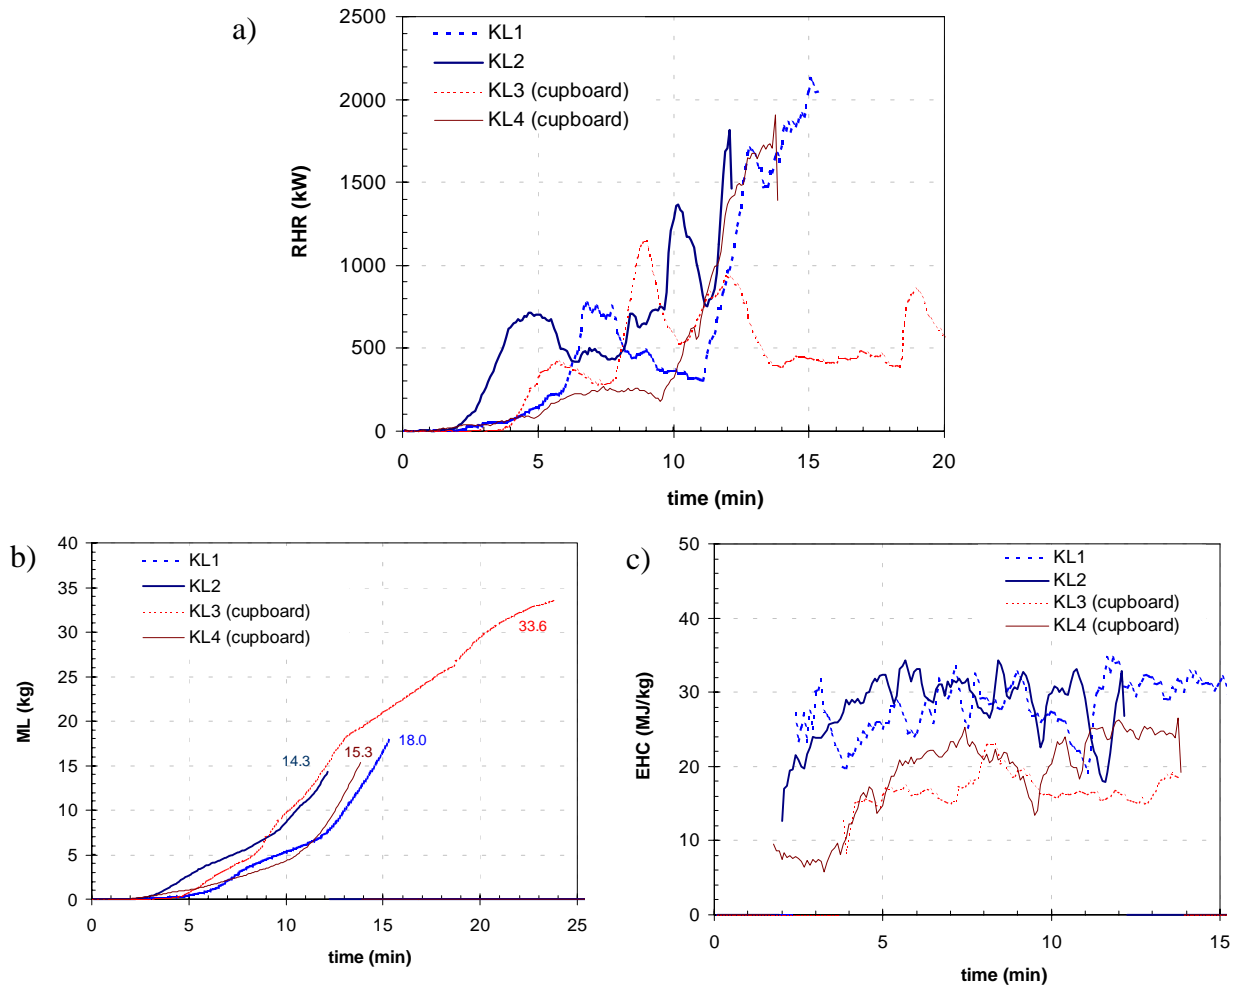 a)
2500
2000
1500
1000
500
0
RHR (kW)
KL1
KL2
KL3 (cupboard)
KL4 (cupboard)
0 5 10 15 20
time (min)
b)
40
35
30
25
20
15
10
5
0
ML (kg)
KL1
KL2
KL3 (cupboard)
KL4 (cupboard)
33.6
14.3
15.3
18.0
0 5 10 15 20 25
time (min)
c)
50
40
30
20
10
0
EHC (MJ/kg)
KL1
KL2
KL3 (cupboard)
KL4 (cupboard)
0 5 10 15
time (min)